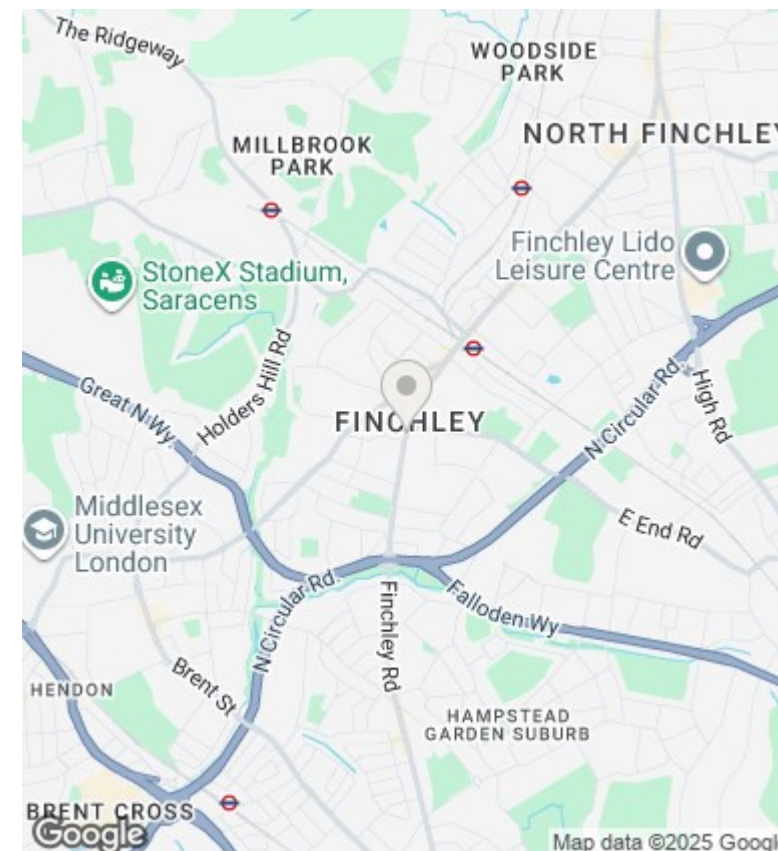 The Ridgeway
WOODSIDE
PARK
NORTH FINCHLEY
MILLBROOK
PARK
Finchley Lido
Leisure Centre
StoneX Stadium,
Saracens
Holders Hill Rd
Great N Wy.
FINCHLEY
High Rd
N Circular Rd.
Middlesex
University
London
E End Rd
N Circular Rd.
Finchley Rd
Falloden Wy
Brent St
HENDON
HAMPSTEAD
GARDEN SUBURB
BRENT CROSS
Google
Map data ©2025 Googl